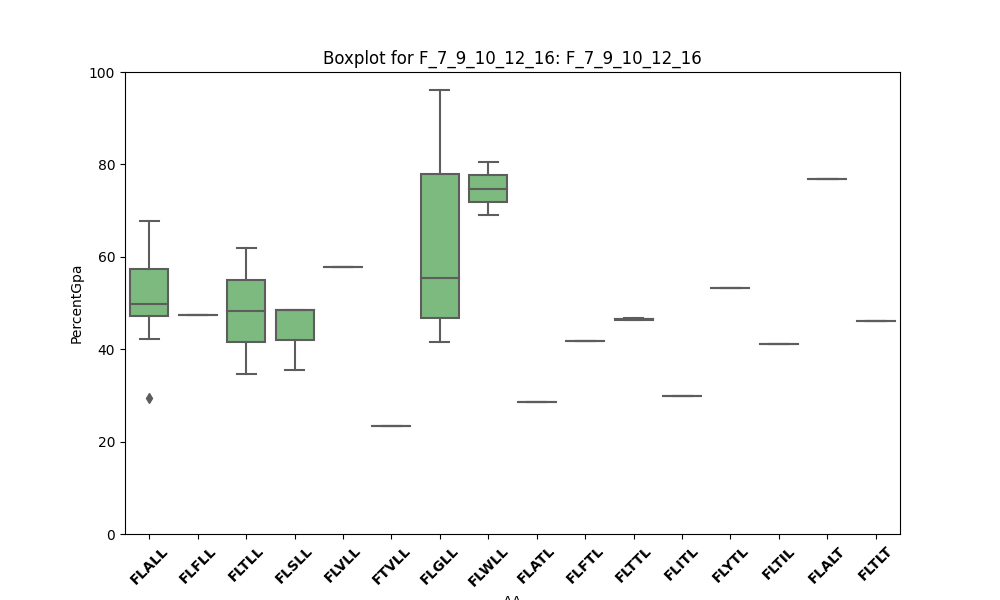 Boxplot for F_7_9_10_12_16: F_7_9_10_12_16
100
80
60
40
20
0
PercentGpa
FLALL FLFLL FLTLL FLSLL FLVLL FTVLL FLGLL FLWLL FLATL FLFTL FLTTL FLITL FLYTL FLTIL FLALT FLTLT
AA